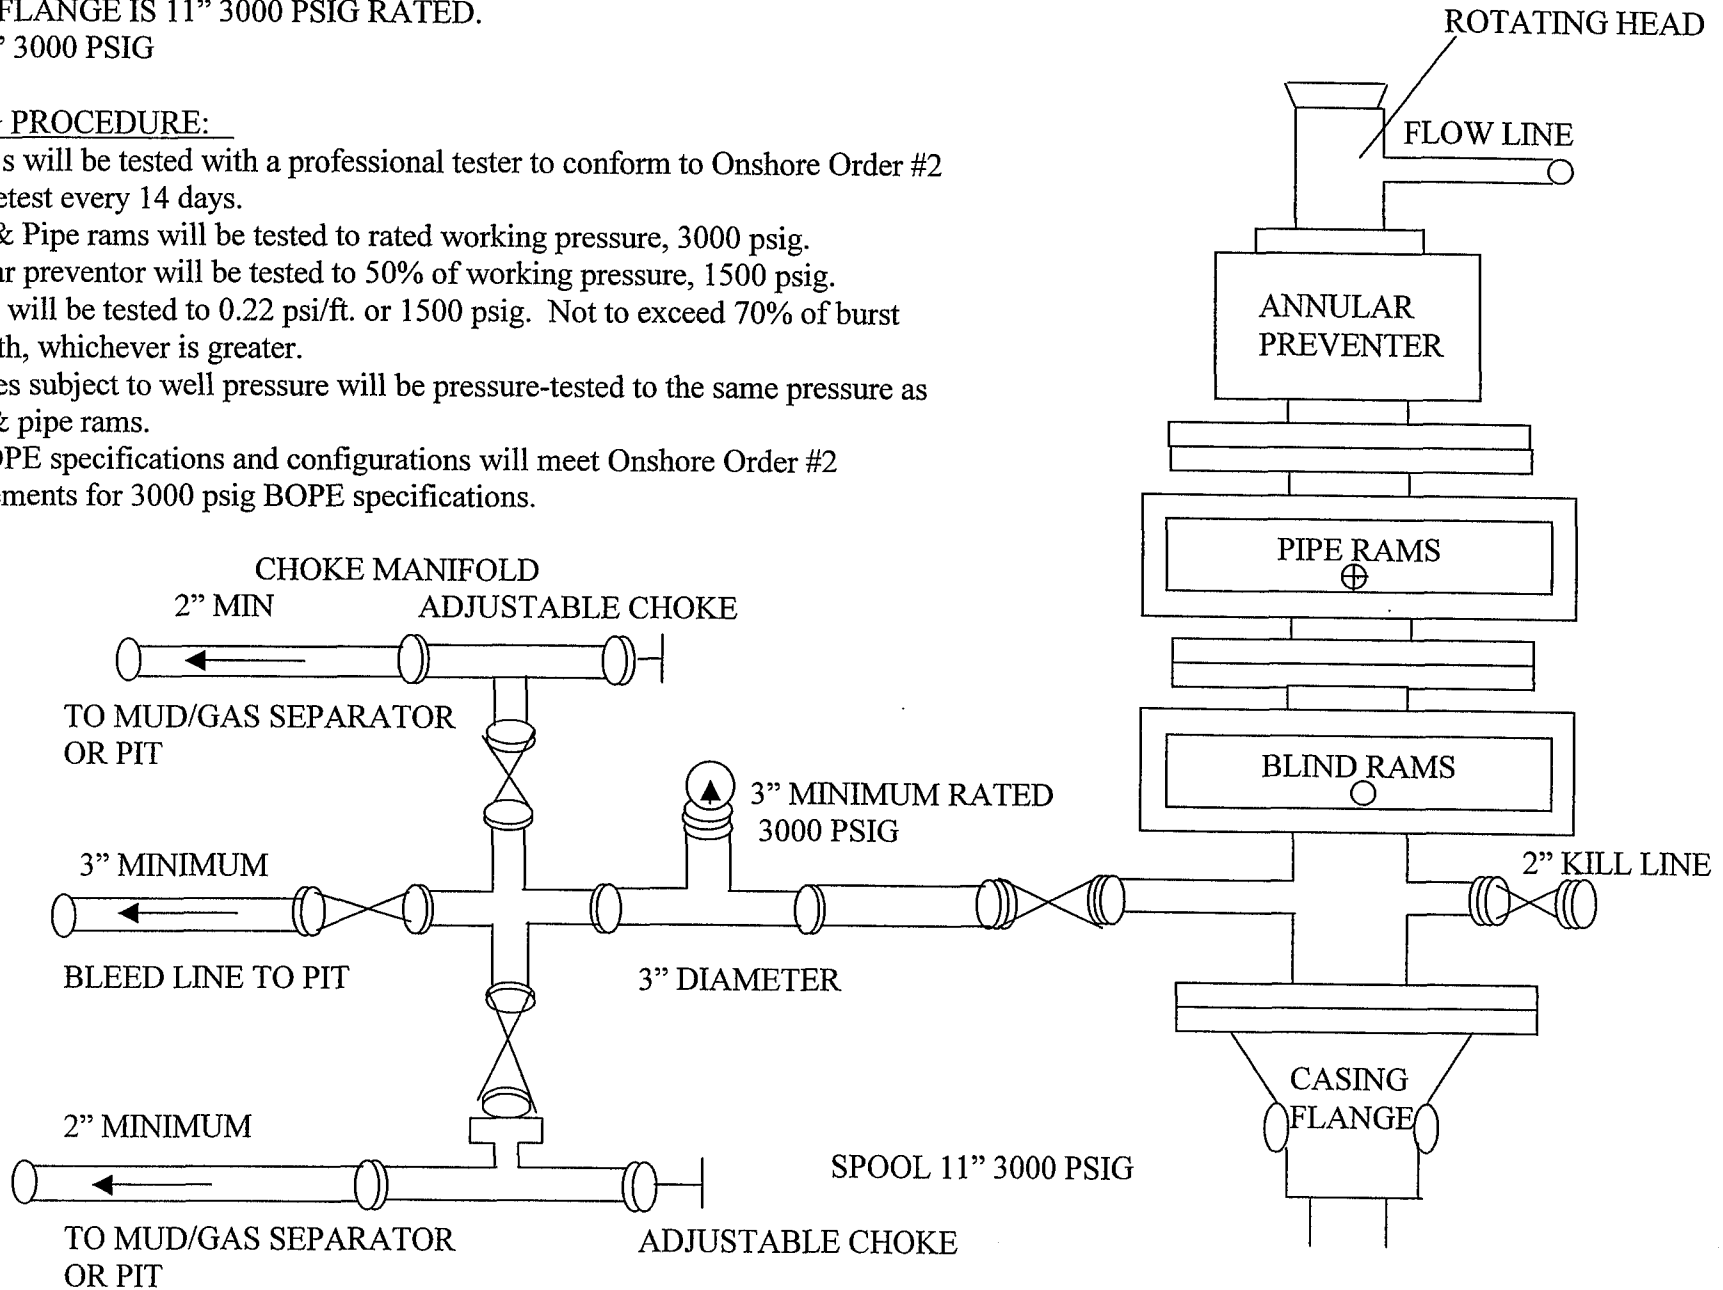 FLANGE IS 11” 3000 PSIG RATED.
” 3000 PSIG
PROCEDURE:
s will be tested with a professional tester to conform to Onshore Order #2
etest every 14 days.
& Pipe rams will be tested to rated working pressure, 3000 psig.
ar preventor will be tested to 50% of working pressure, 1500 psig.
will be tested to 0.22 psi/ft. or 1500 psig. Not to exceed 70% of burst
th, whichever is greater.
es subject to well pressure will be pressure-tested to the same pressure as
& pipe rams.
OPE specifications and configurations will meet Onshore Order #2
ements for 3000 psig BOPE specifications.
ROTATING HEAD
FLOW LINE
ANNULAR
PREVENTER
PIPE RAMS
BLIND RAMS
2” KILL LINE
CASING
FLANGE
SPOOL 11” 3000 PSIG
CHOKE MANIFOLD
2” MIN
ADJUSTABLE CHOKE
TO MUD/GAS SEPARATOR
OR PIT
3” MINIMUM RATED
3000 PSIG
3” MINIMUM
BLEED LINE TO PIT
3” DIAMETER
2” MINIMUM
TO MUD/GAS SEPARATOR
OR PIT
ADJUSTABLE CHOKE